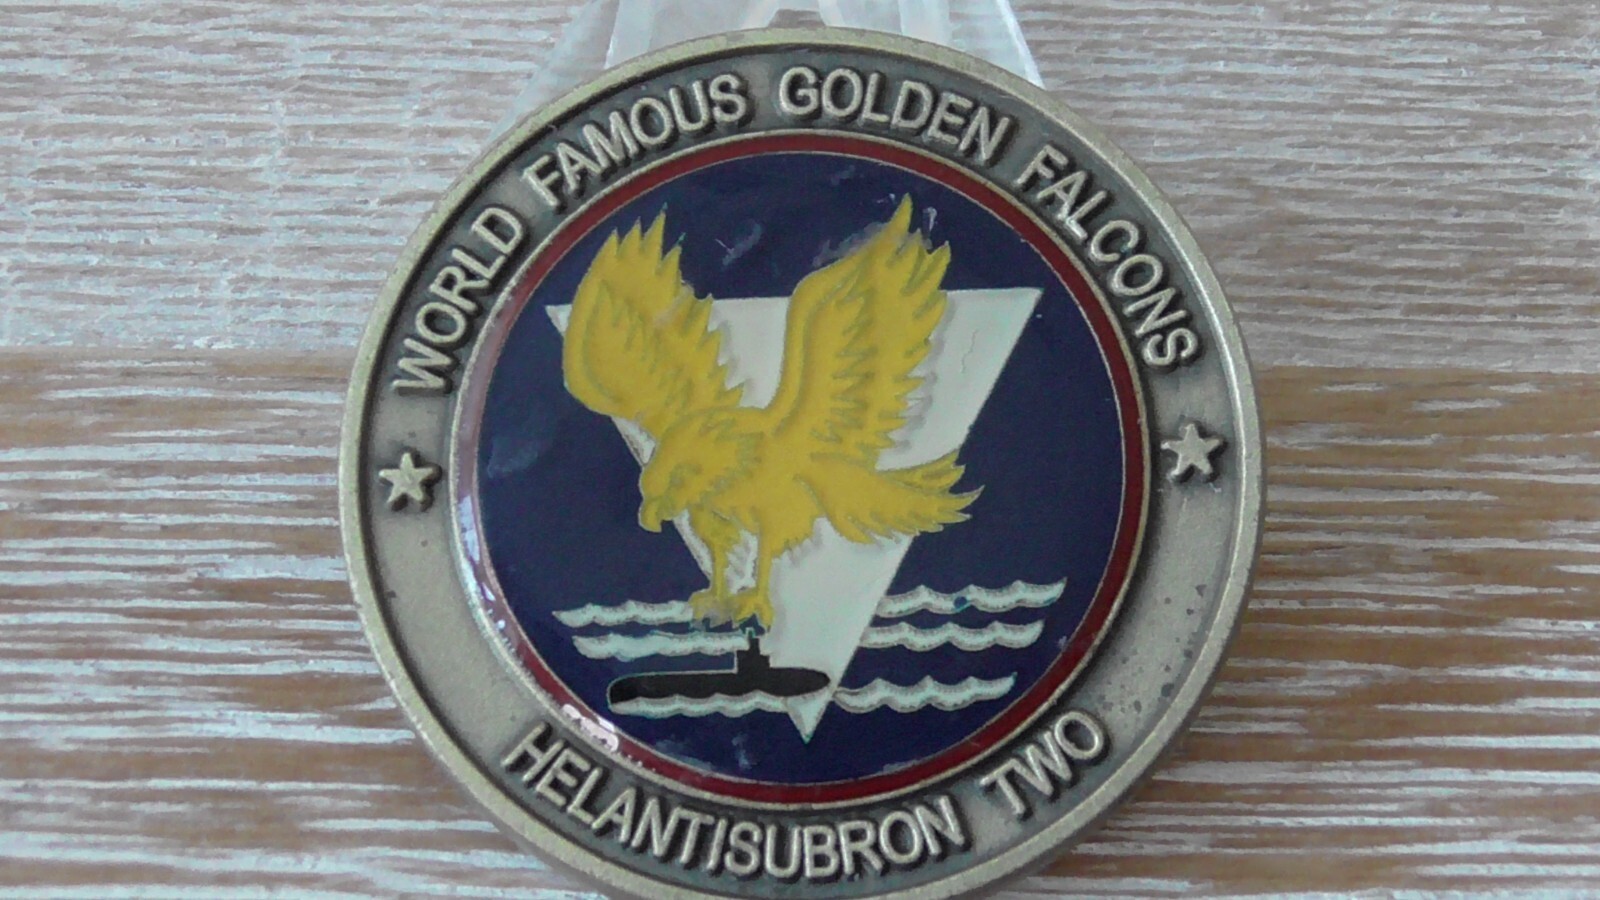 WORLD FAMOUS GOLDEN FALCONS
HELANTISUBRON TWO